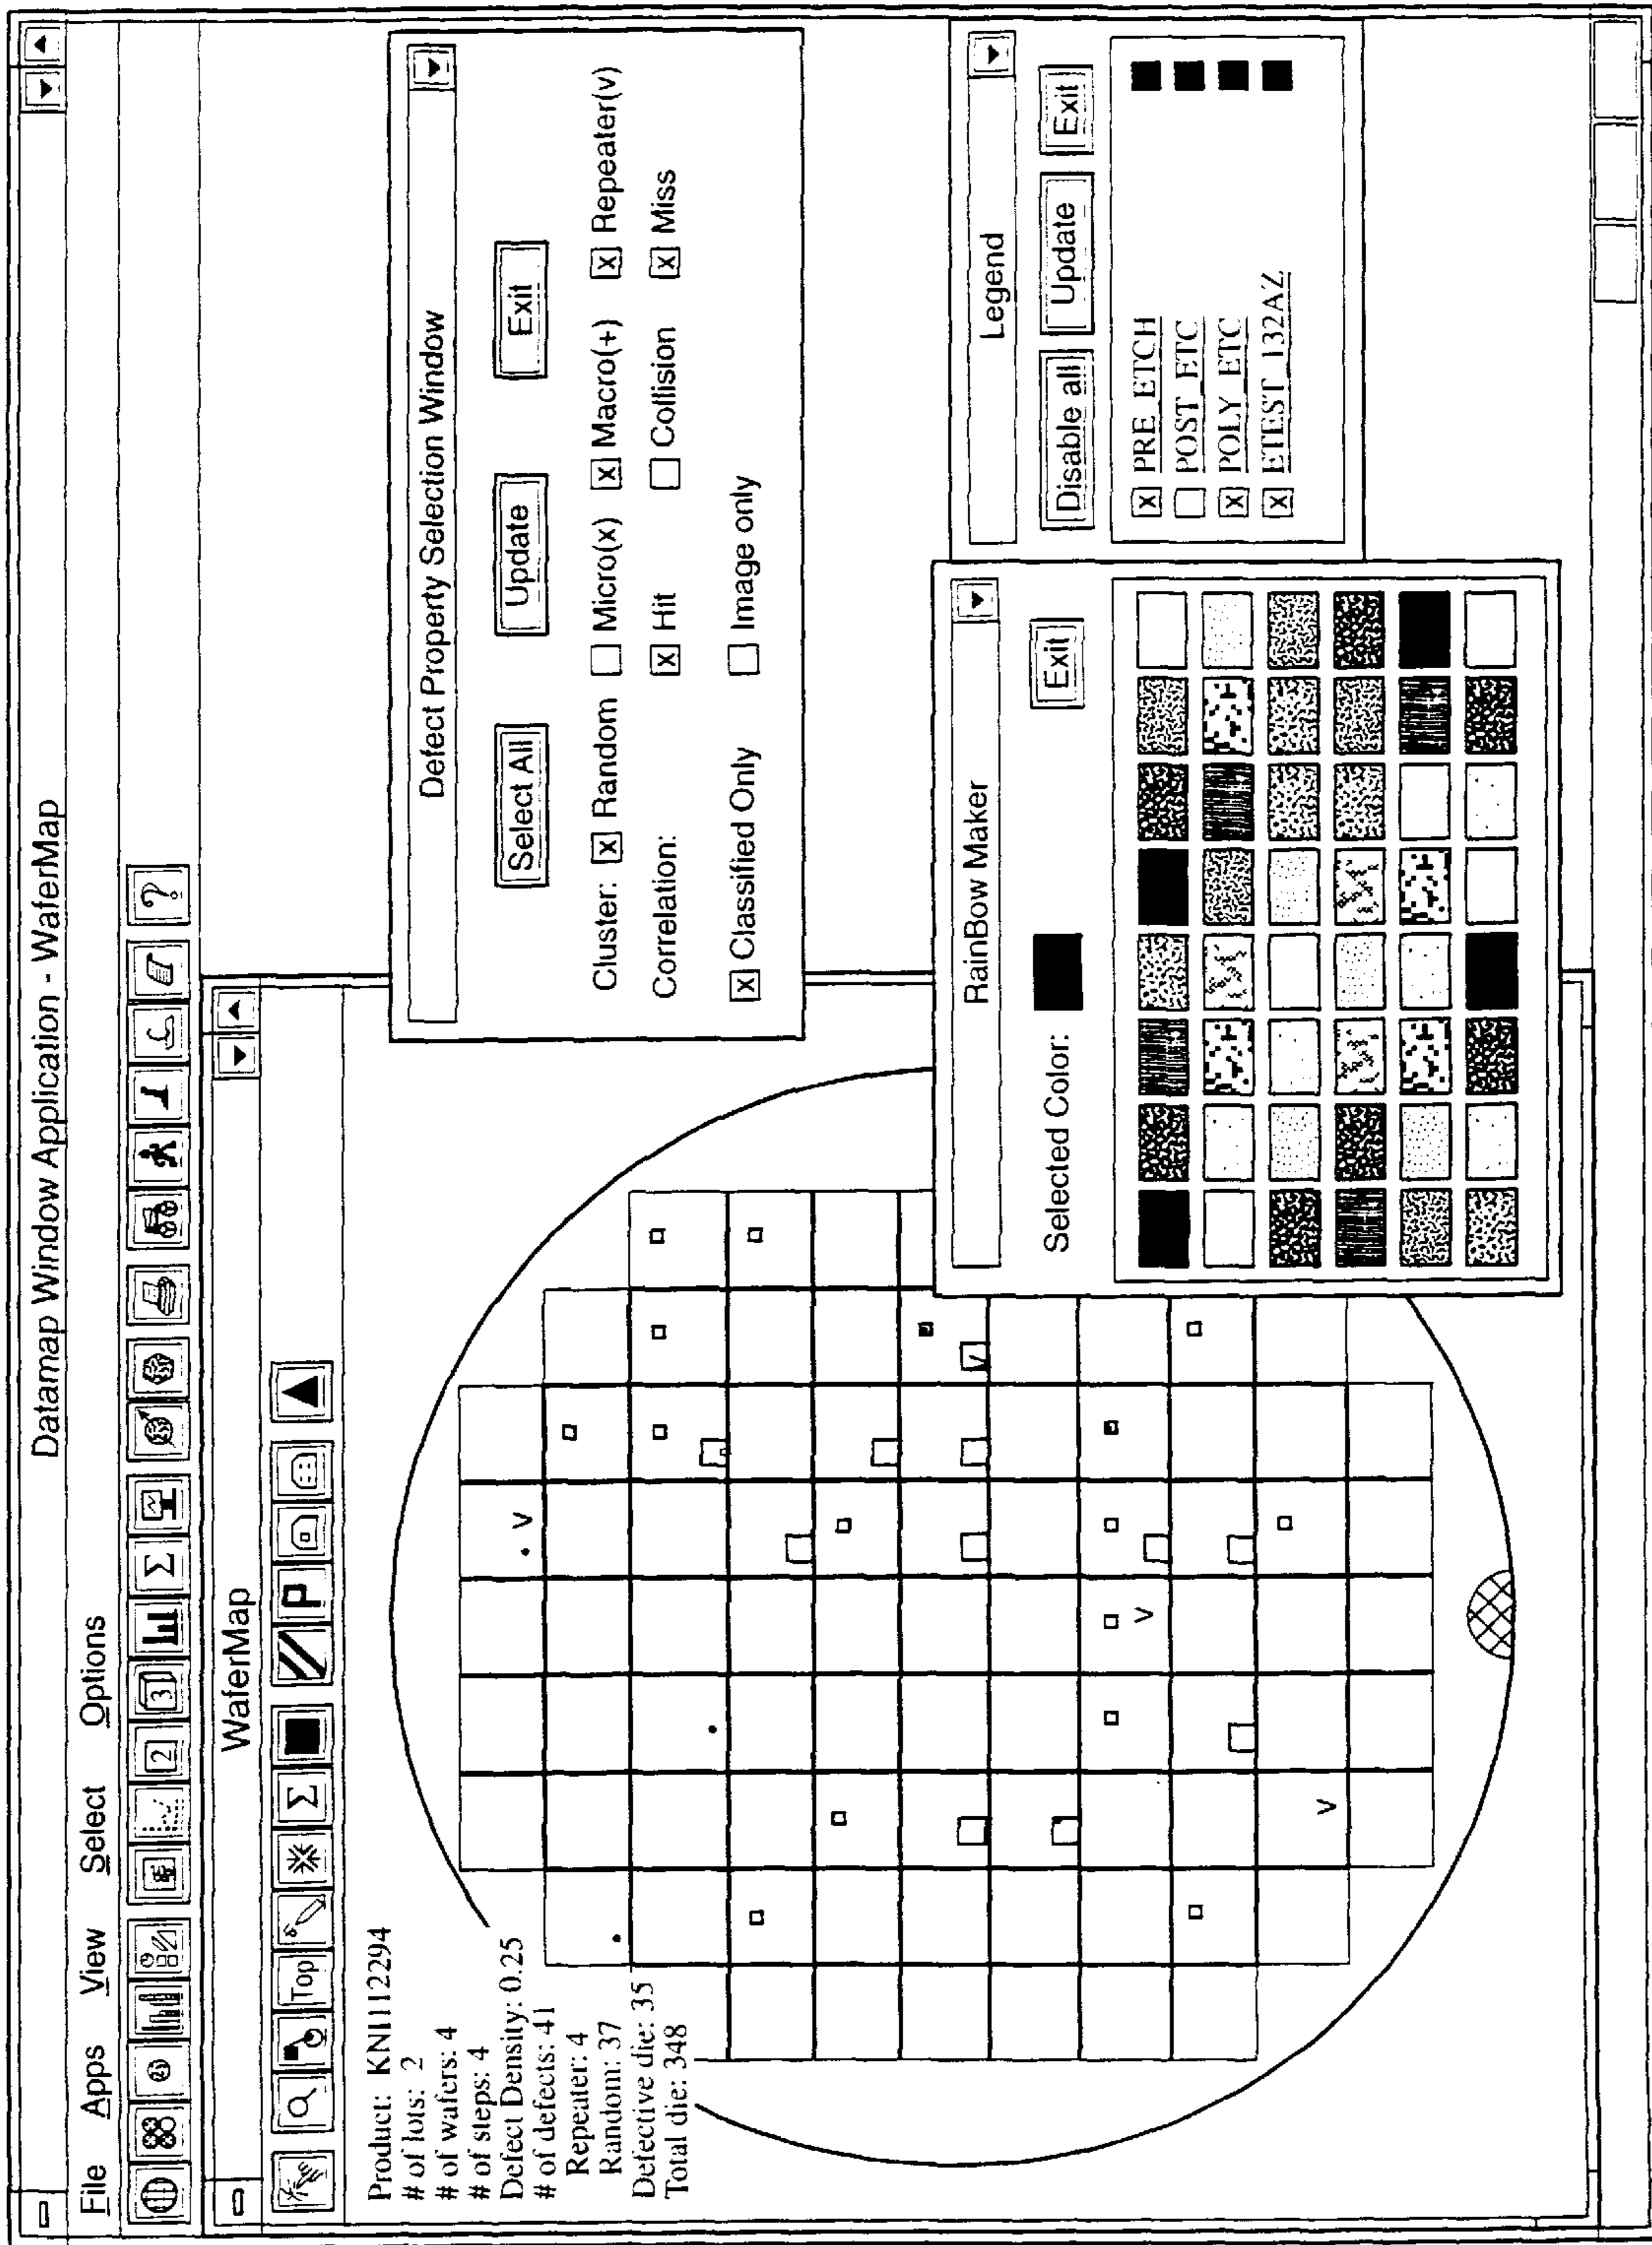 Datamap Window Application - WaferMap
File Apps View Select Options
2 3 Σ ?
WaferMap
Top Σ P
Product: KN112294
# of lots: 2
# of wafers: 4
# of steps: 4
Defect Density: 0.25
# of defects: 41
Repeater: 4
Random: 37
Defective die: 35
Total die: 348
v
v
v
v
Defect Property Selection Window
Select All Update Exit
Cluster: x Random Micro(x) x Macro(+) x Repeater(v)
Correlation: x Hit Collision x Miss
x Classified Only Image only
RainBow Maker
Selected Color: Exit
Legend
Disable all Update Exit
x PRE_ETCH
POST_ETC
x POLY_ETC
x ETEST_132AZ